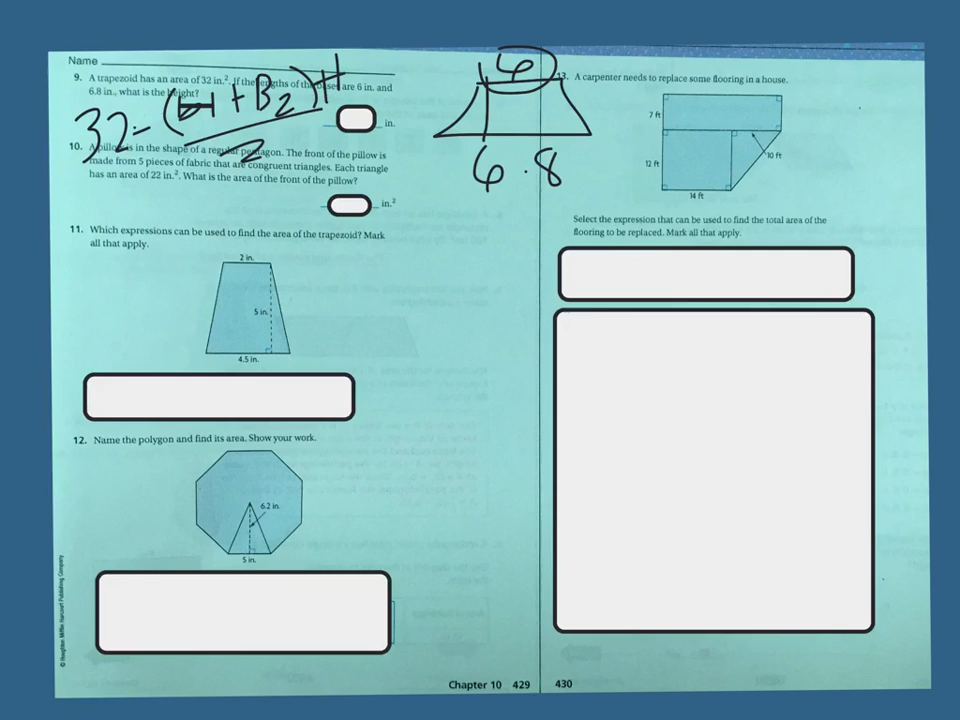 Name
9. A trapezoid has an area of 32 in.². If the lengths of the bases are 6 in. and
6.8 in., what is the height?
in.
32 = (b1 + B2)H
2
10. A pillow is in the shape of a regular pentagon. The front of the pillow is
made from 5 pieces of fabric that are congruent triangles. Each triangle
has an area of 22 in.². What is the area of the front of the pillow?
in.²
11. Which expressions can be used to find the area of the trapezoid? Mark
all that apply.
2 in.
5 in.
4.5 in.
12. Name the polygon and find its area. Show your work.
6.2 in.
5 in.
© Houghton Mifflin Harcourt Publishing Company
Chapter 10 429
6
6.8
13. A carpenter needs to replace some flooring in a house.
7 ft
12 ft
10 ft
14 ft
Select the expression that can be used to find the total area of the
flooring to be replaced. Mark all that apply.
430